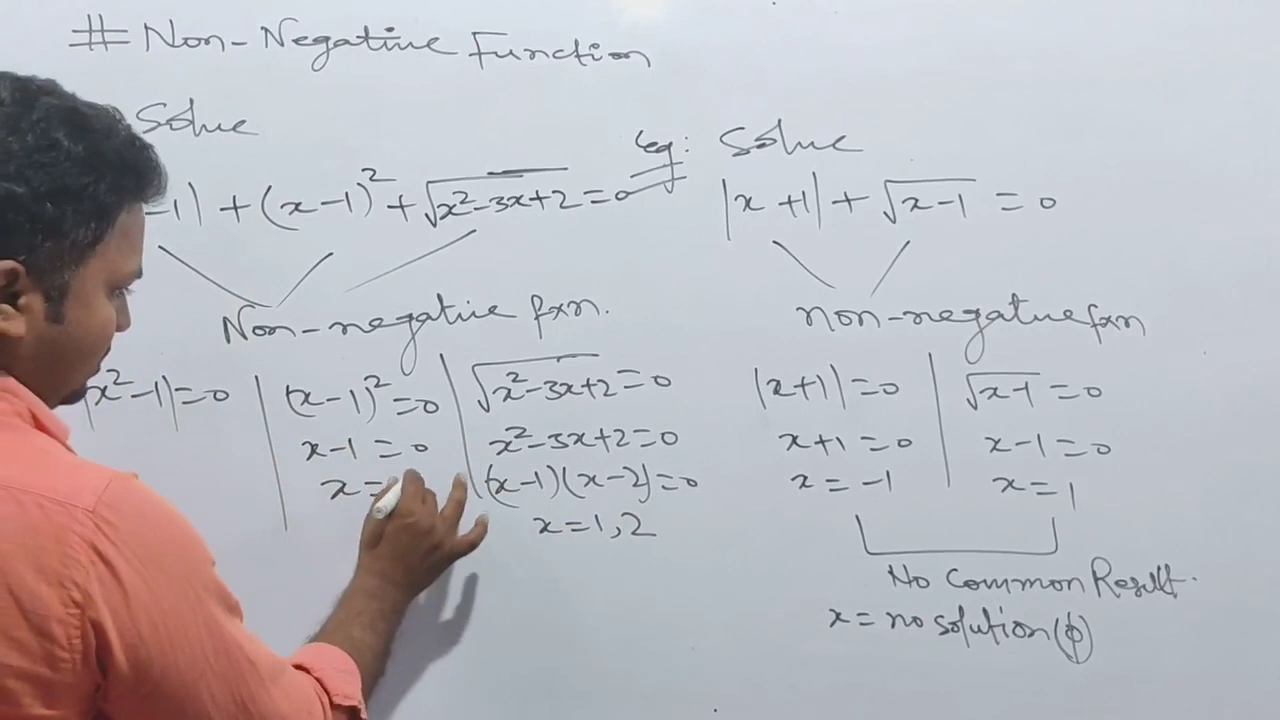 # Non-Negative Function
Solve
-1| + (x-1)² + √x²-3x+2 = 0
Non-negative fxn.
|x²-1|=0
(x-1)²=0
x-1=0
x=
√x²-3x+2=0
x²-3x+2=0
(x-1)(x-2)=0
x=1,2
eg: Solve
|x+1| + √x-1 = 0
non-negative fxn
|x+1|=0
x+1=0
x=-1
√x-1=0
x-1=0
x=1
No Common Result.
x = no solution (ϕ)